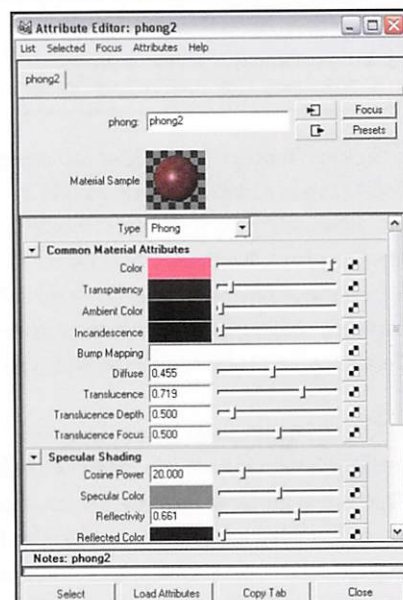 Attribute Editor: phong2
List Selected Focus Attributes Help
phong2
phong: phong2
Focus
Presets
Material Sample
Type Phong
Common Material Attributes
Color
Transparency
Ambient Color
Incandescence
Bump Mapping
Diffuse 0.455
Translucence 0.719
Translucence Depth 0.500
Translucence Focus 0.500
Specular Shading
Cosine Power 20.000
Specular Color
Reflectivity 0.661
Reflected Color
Notes: phong2
Select Load Attributes Copy Tab Close